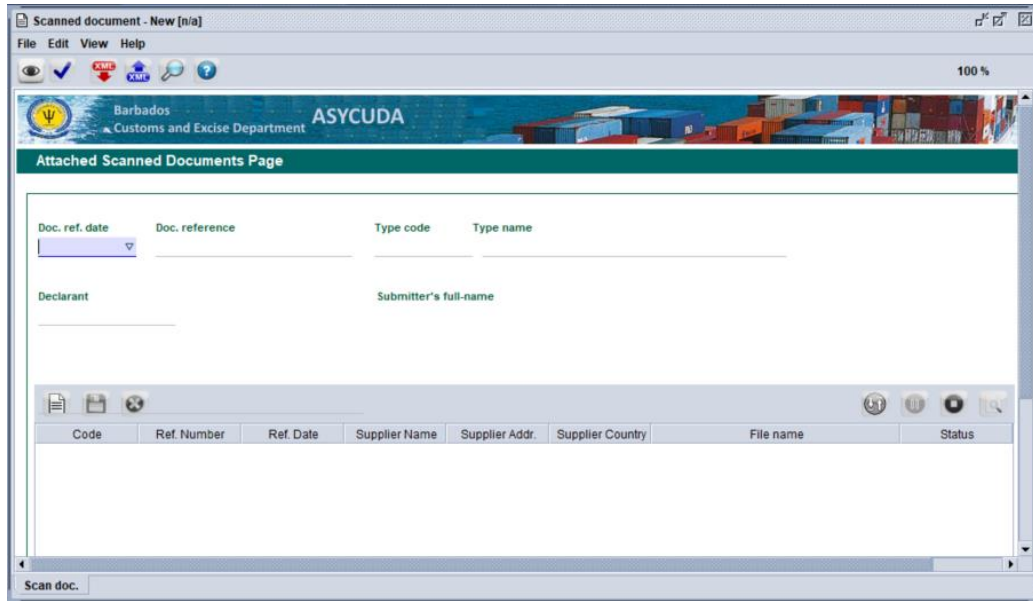 Scanned document - New [n/a]
File Edit View Help
XML XML 100 %
Barbados
Customs and Excise Department
ASYCUDA
Attached Scanned Documents Page
Doc. ref. date Doc. reference Type code Type name
Declarant Submitter's full-name
Code Ref. Number Ref. Date Supplier Name Supplier Addr. Supplier Country File name Status
Scan doc.